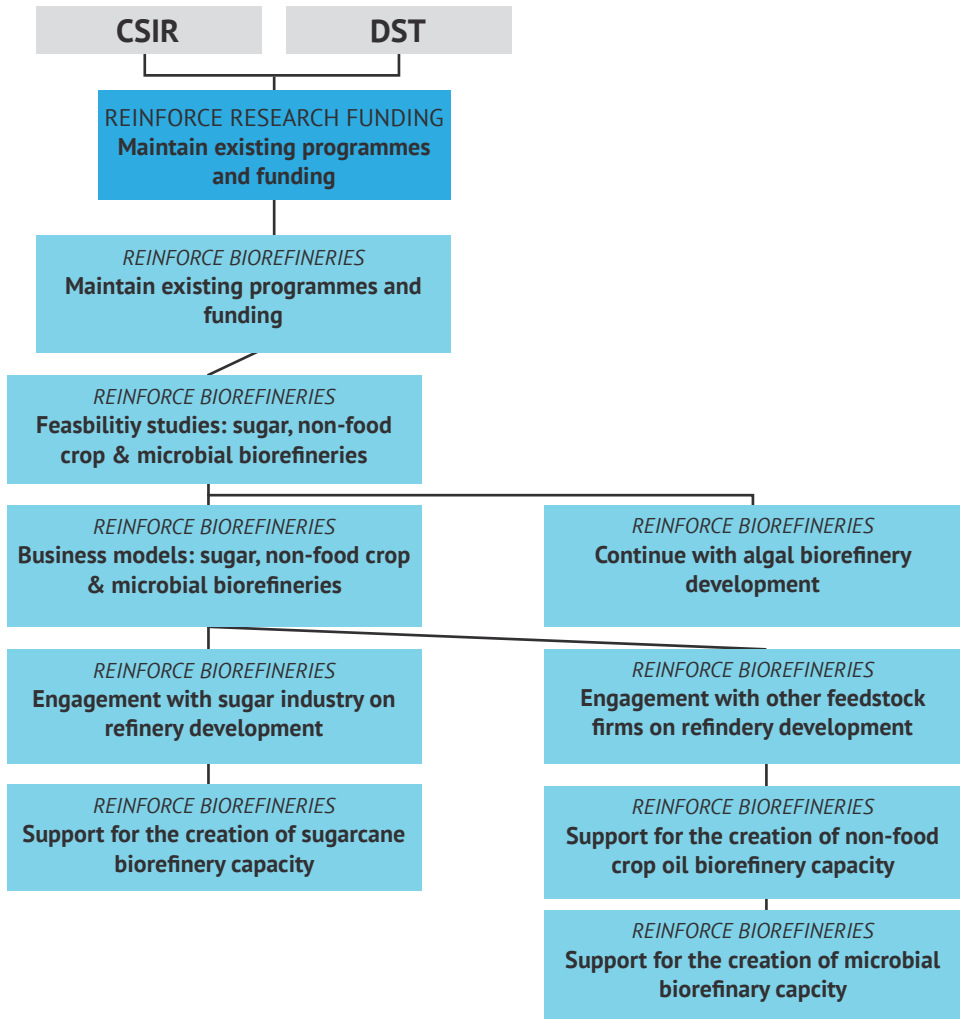 CSIR
DST
REINFORCE RESEARCH FUNDING
Maintain existing programmes
and funding
REINFORCE BIOREFINERIES
Maintain existing programmes and
funding
REINFORCE BIOREFINERIES
Feasbilitiy studies: sugar, non-food
crop & microbial biorefineries
REINFORCE BIOREFINERIES
Business models: sugar, non-food crop
& microbial biorefineries
REINFORCE BIOREFINERIES
Continue with algal biorefinery
development
REINFORCE BIOREFINERIES
Engagement with sugar industry on
refinery development
REINFORCE BIOREFINERIES
Engagement with other feedstock
firms on refindery development
REINFORCE BIOREFINERIES
Support for the creation of sugarcane
biorefinery capacity
REINFORCE BIOREFINERIES
Support for the creation of non-food
crop oil biorefinery capacity
REINFORCE BIOREFINERIES
Support for the creation of microbial
biorefinary capcity